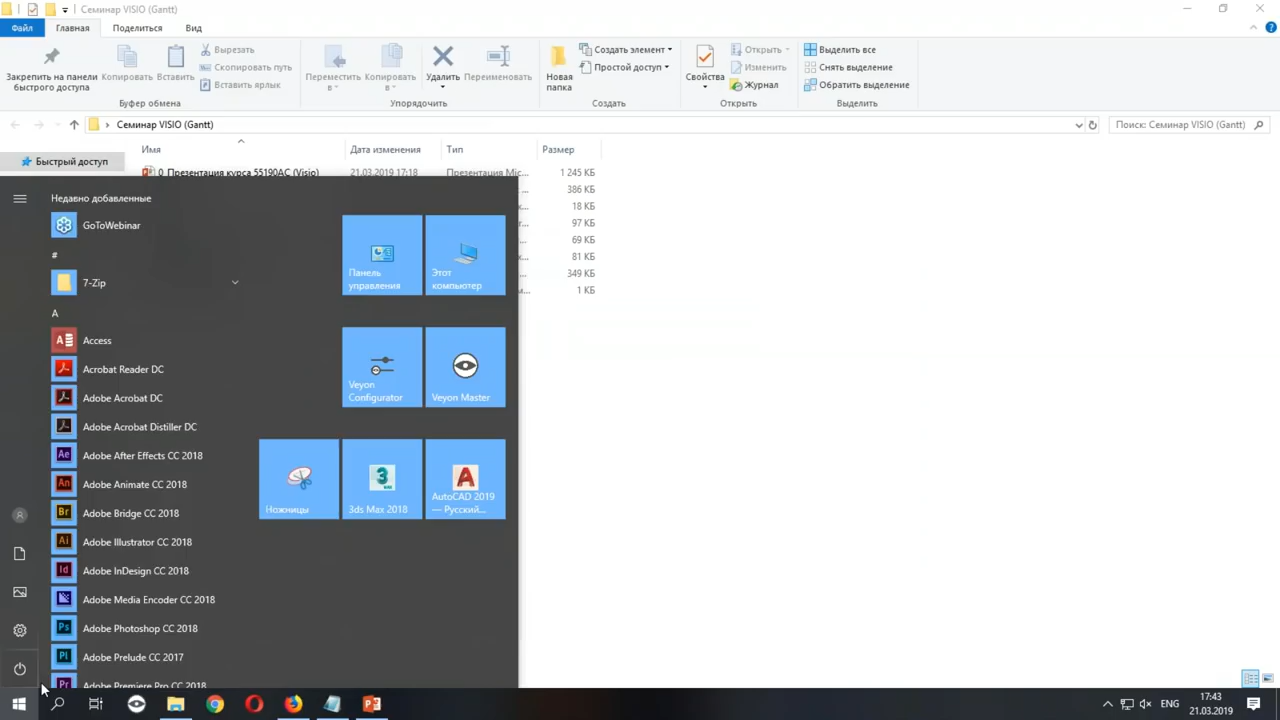 Семинар VISIO (Gantt)
Файл
Главная
Поделиться
Вид
Закрепить на панели быстрого доступа
Копировать
Вставить
Вырезать
Скопировать путь
Вставить ярлык
Буфер обмена
Переместить в
Копировать в
Удалить
Переименовать
Упорядочить
Новая папка
Создать элемент
Простой доступ
Создать
Свойства
Открыть
Изменить
Журнал
Открыть
Выделить все
Снять выделение
Обратить выделение
Выделить
Семинар VISIO (Gantt)
Поиск: Семинар VISIO (Gantt)
Быстрый доступ
Имя
Дата изменения
Тип
Размер
0_Презентация курса 55190AC (Visio)
21.03.2019 17:18
Презентация Mic...
1 245 КБ
386 КБ
18 КБ
97 КБ
69 КБ
81 КБ
349 КБ
1 КБ
Недавно добавленные
GoToWebinar
#
7-Zip
A
Access
Acrobat Reader DC
Adobe Acrobat DC
Adobe Acrobat Distiller DC
Adobe After Effects CC 2018
Adobe Animate CC 2018
Adobe Bridge CC 2018
Adobe Illustrator CC 2018
Adobe InDesign CC 2018
Adobe Media Encoder CC 2018
Adobe Photoshop CC 2018
Adobe Prelude CC 2017
Adobe Premiere Pro CC 2018
Панель управления
Этот компьютер
Veyon Configurator
Veyon Master
Ножницы
3ds Max 2018
AutoCAD 2019 — Русский...
ENG
17:43
21.03.2019